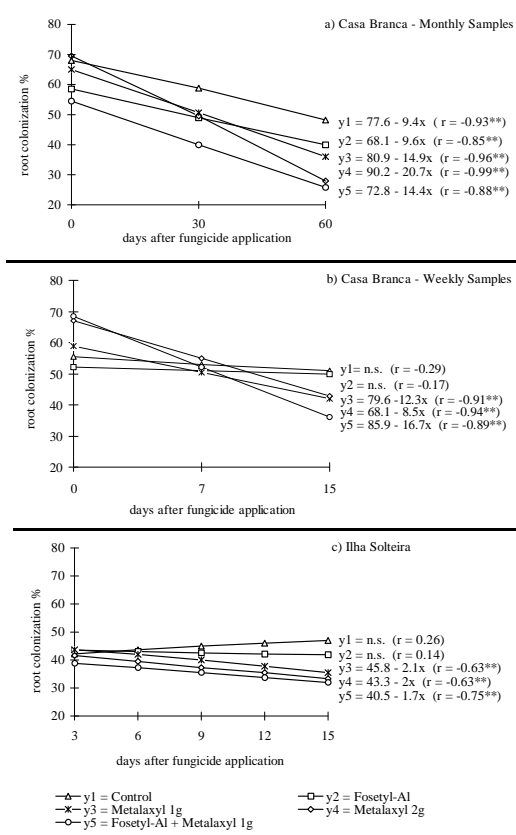 a) Casa Branca - Monthly Samples
80
70
60
50
40
30
20
root colonization %
0 30 60
days after fungicide application
y1 = 77.6 - 9.4x ( r = -0.93**)
y2 = 68.1 - 9.6x (r = -0.85**)
y3 = 80.9 - 14.9x (r = -0.96**)
y4 = 90.2 - 20.7x (r = -0.99**)
y5 = 72.8 - 14.4x (r = -0.88**)
b) Casa Branca - Weekly Samples
80
70
60
50
40
30
20
root colonization %
0 7 15
days after fungicide application
y1= n.s. (r = -0.29)
y2 = n.s. (r = -0.17)
y3 = 79.6 -12.3x (r = -0.91**)
y4 = 68.1 - 8.5x (r = -0.94**)
y5 = 85.9 - 16.7x (r = -0.89**)
c) Ilha Solteira
80
70
60
50
40
30
20
root colonization %
3 6 9 12 15
days after fungicide application
y1 = n.s. (r = 0.26)
y2 = n.s. (r = 0.14)
y3 = 45.8 - 2.1x (r = -0.63**)
y4 = 43.3 - 2x (r = -0.63**)
y5 = 40.5 - 1.7x (r = -0.75**)
y1 = Control y2 = Fosetyl-Al
y3 = Metalaxyl 1g y4 = Metalaxyl 2g
y5 = Fosetyl-Al + Metalaxyl 1g